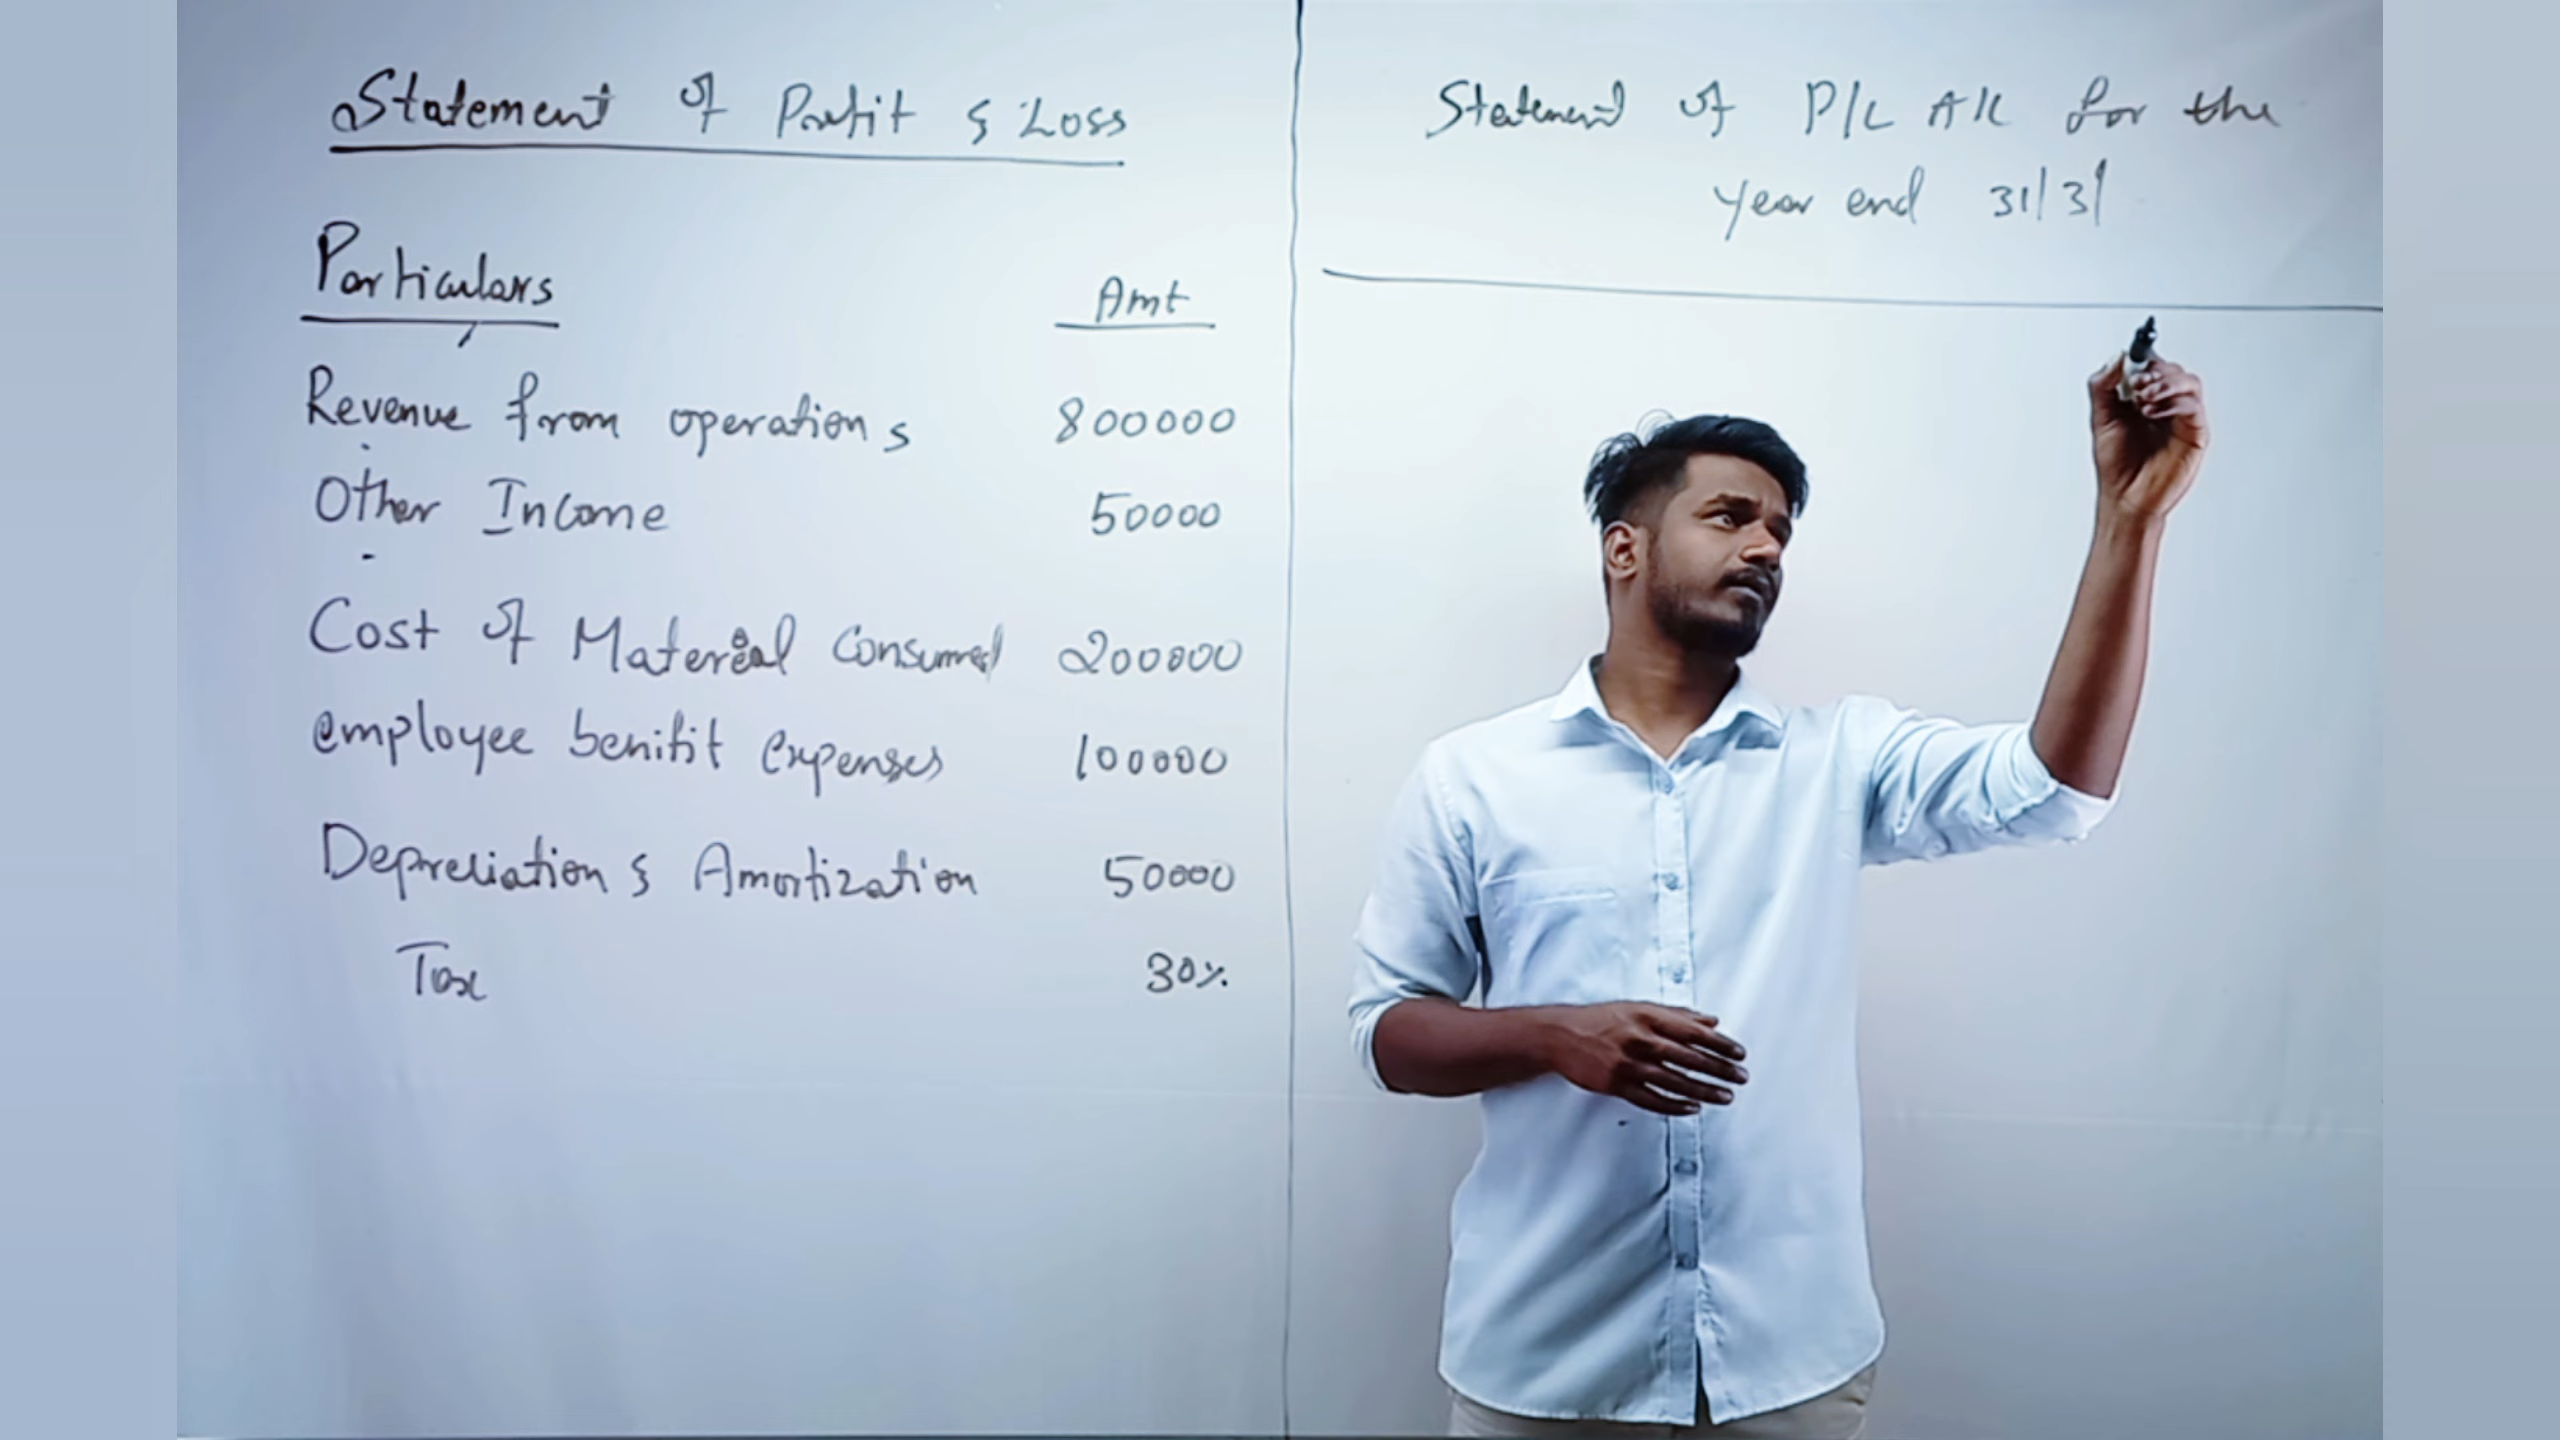 Statement of Profit & Loss
Particulars Amt
Revenue from operations 800000
Other Income 50000
Cost of Material Consumed 200000
employee benifit expenses 100000
Depreciation & Amortization 50000
Tax 30%
Statement of P/L A/c for the
year end 31/3/